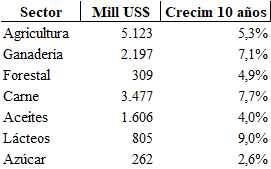 Sector Mill US$ Crecim 10 años
Agricultura 5.123 5,3%
Ganadería 2.197 7,1%
Forestal 309 4,9%
Carne 3.477 7,7%
Aceites 1.606 4,0%
Lácteos 805 9,0%
Azúcar 262 2,6%